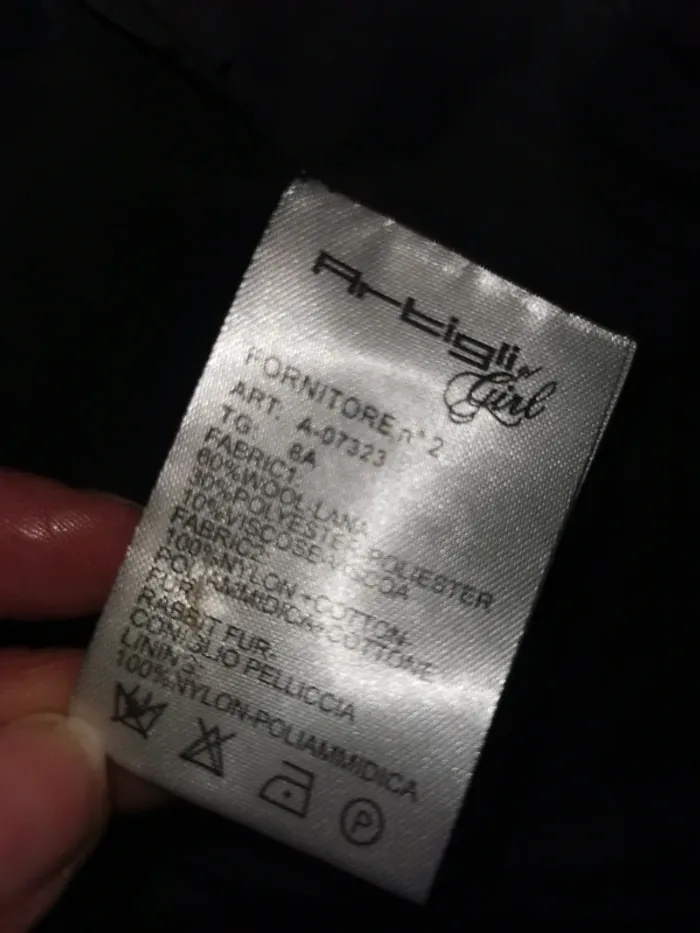 Artigli
Girl
FORNITORE n° 2
ART. A-07323
TG. 6A
FABRIC1
60%WOOL-LANA
30%POLYESTER-POLIESTER
10%VISCOSE-VISCOSA
FABRIC2
100%NYLON+COTTON
POLIAMMIDICA+COTTONE
FUR
RABBIT FUR.
CONIGLIO PELLICCIA
LINING
100%NYLON-POLIAMMIDICA
P